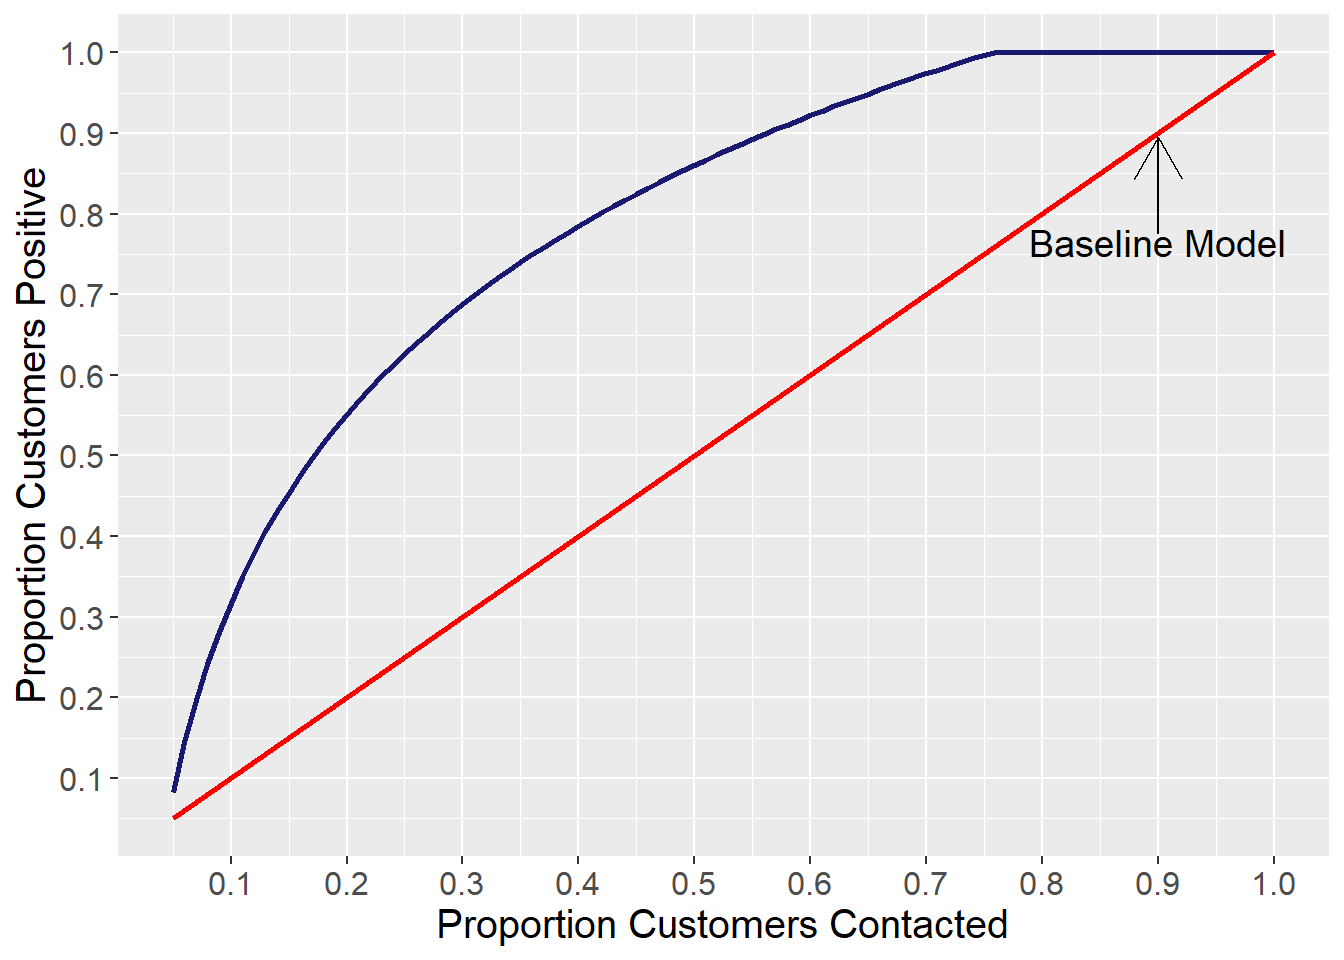 1.0
0.9
0.8
0.7
0.6
0.5
0.4
0.3
0.2
0.1
Proportion Customers Positive
Baseline Model
0.1 0.2 0.3 0.4 0.5 0.6 0.7 0.8 0.9 1.0
Proportion Customers Contacted